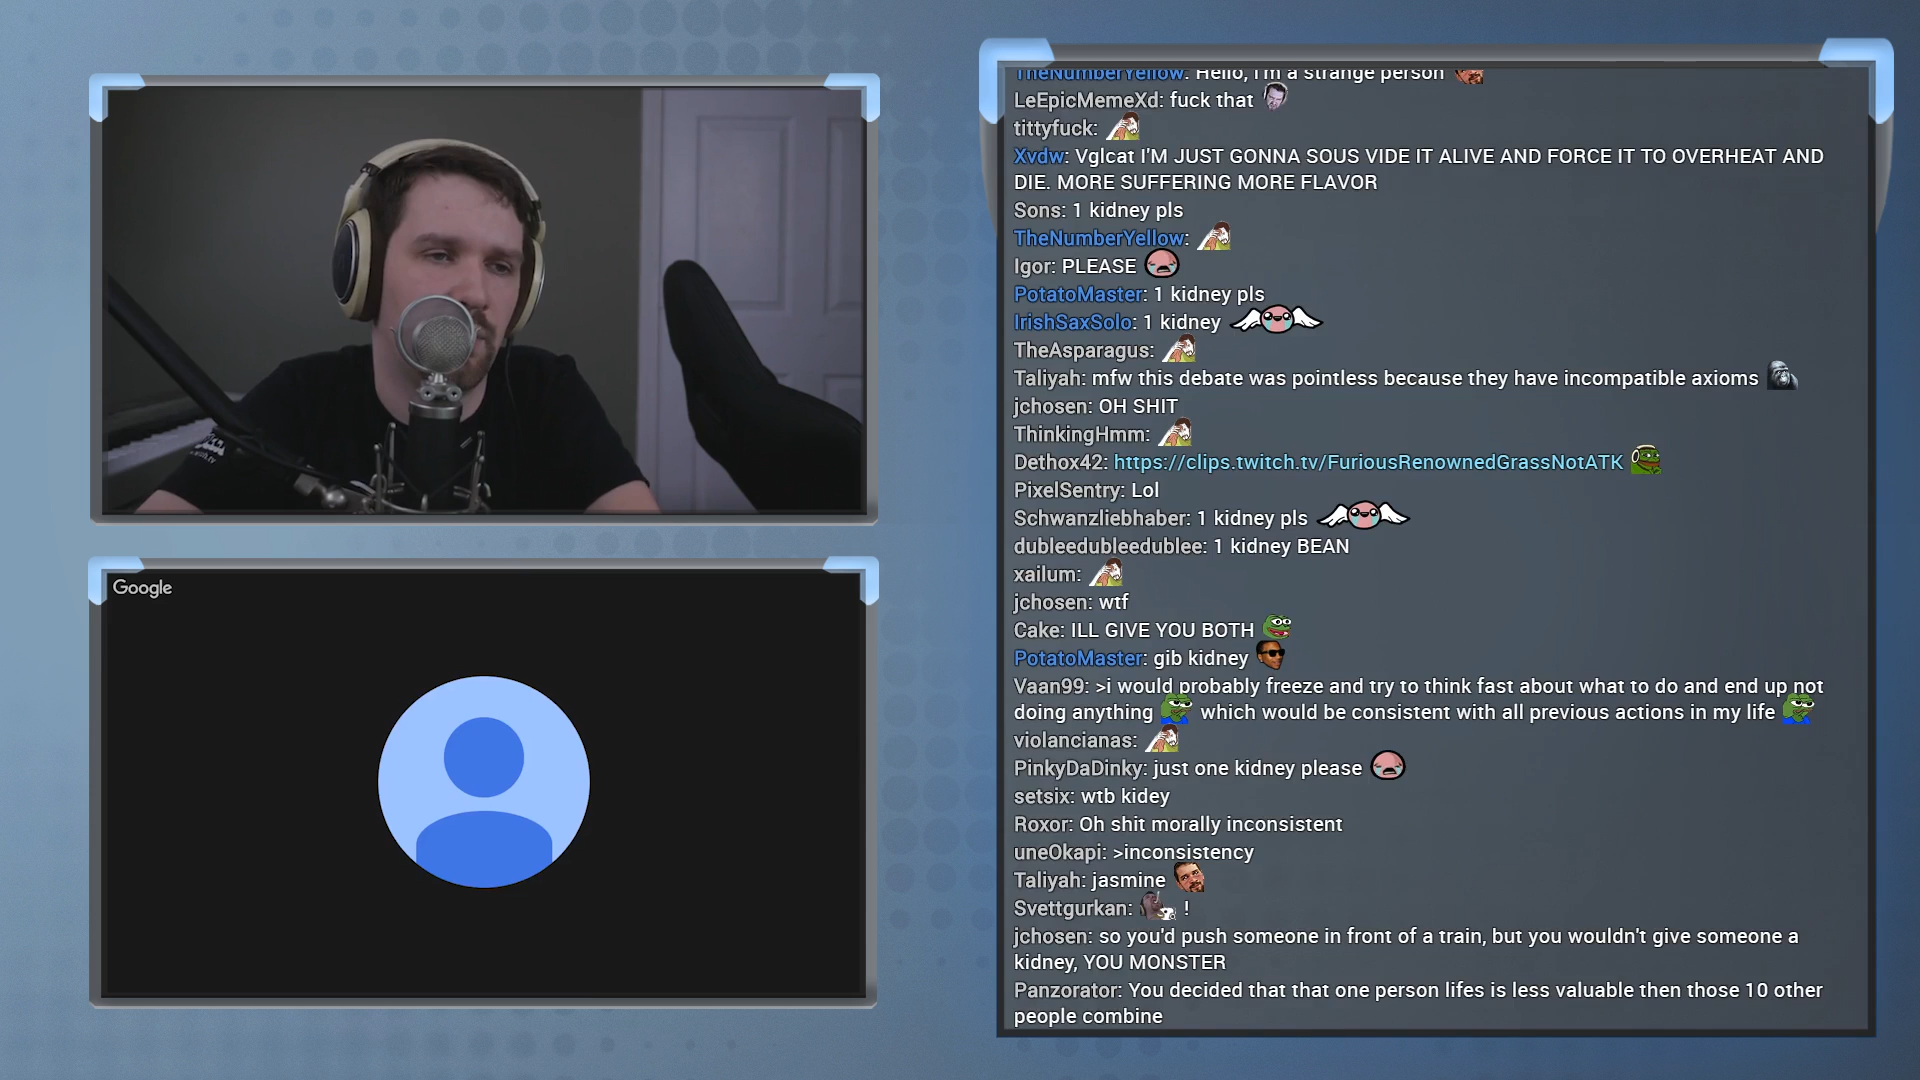 Google
TheNumberYellow: Hello, I'm a strange person
LeEpicMemeXd: fuck that
tittyfuck:
Xvdw: Vglcat I'M JUST GONNA SOUS VIDE IT ALIVE AND FORCE IT TO OVERHEAT AND
DIE. MORE SUFFERING MORE FLAVOR
Sons: 1 kidney pls
TheNumberYellow:
Igor: PLEASE
PotatoMaster: 1 kidney pls
IrishSaxSolo: 1 kidney
TheAsparagus:
Taliyah: mfw this debate was pointless because they have incompatible axioms
jchosen: OH SHIT
ThinkingHmm:
Dethox42: https://clips.twitch.tv/FuriousRenownedGrassNotATK
PixelSentry: Lol
Schwanzliebhaber: 1 kidney pls
dubleedubleedublee: 1 kidney BEAN
xailum:
jchosen: wtf
Cake: ILL GIVE YOU BOTH
PotatoMaster: gib kidney
Vaan99: >i would probably freeze and try to think fast about what to do and end up not
doing anything which would be consistent with all previous actions in my life
violancianas:
PinkyDaDinky: just one kidney please
setsix: wtb kidey
Roxor: Oh shit morally inconsistent
uneOkapi: >inconsistency
Taliyah: jasmine
Svettgurkan: !
jchosen: so you'd push someone in front of a train, but you wouldn't give someone a
kidney, YOU MONSTER
Panzorator: You decided that that one person lifes is less valuable then those 10 other
people combine